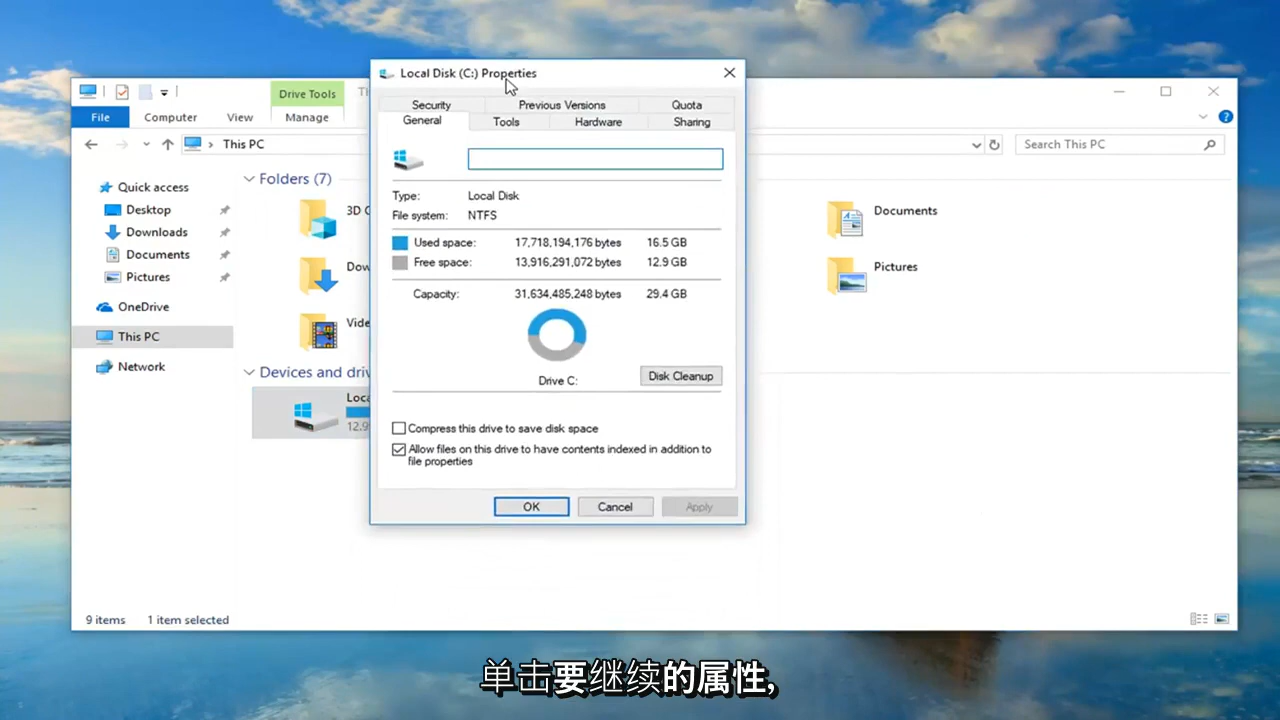 Local Disk (C:) Properties
Security
Previous Versions
Quota
General
Tools
Hardware
Sharing
Type:
Local Disk
File system:
NTFS
Used space:
17,718,194,176 bytes
16.5 GB
Free space:
13,916,291,072 bytes
12.9 GB
Capacity:
31,634,485,248 bytes
29.4 GB
Drive C:
Disk Cleanup
Compress this drive to save disk space
Allow files on this drive to have contents indexed in addition to
file properties
OK
Cancel
Apply
Drive Tools
File
Computer
View
Manage
This PC
Search This PC
Quick access
Desktop
Downloads
Documents
Pictures
OneDrive
This PC
Network
Folders (7)
3D
Documents
Pictures
Devices and
9 items
1 item selected
单击要继续的属性,